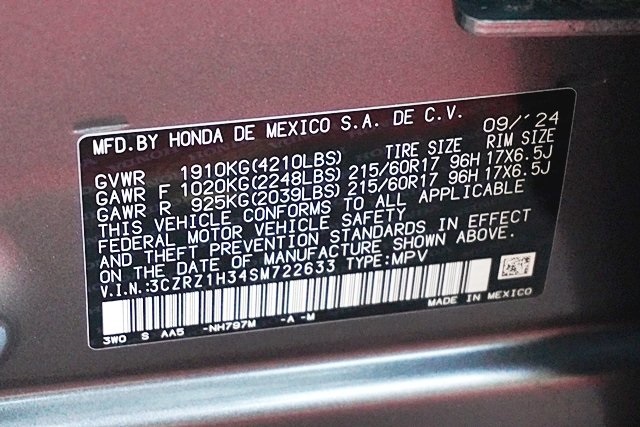 MFD.BY HONDA DE MEXICO S.A. DE C.V.
09/'24
GVWR 1910KG(4210LBS) TIRE SIZE RIM SIZE
GAWR F 1020KG(2248LBS) 215/60R17 96H 17X6.5J
GAWR R 925KG(2039LBS) 215/60R17 96H 17X6.5J
THIS VEHICLE CONFORMS TO ALL APPLICABLE
FEDERAL MOTOR VEHICLE SAFETY
AND THEFT PREVENTION STANDARDS IN EFFECT
ON THE DATE OF MANUFACTURE SHOWN ABOVE.
V.I.N.:3CZRZ1H34SM722633 TYPE:MPV
MADE IN MEXICO
3WO S AA5 -NH797M -A -M